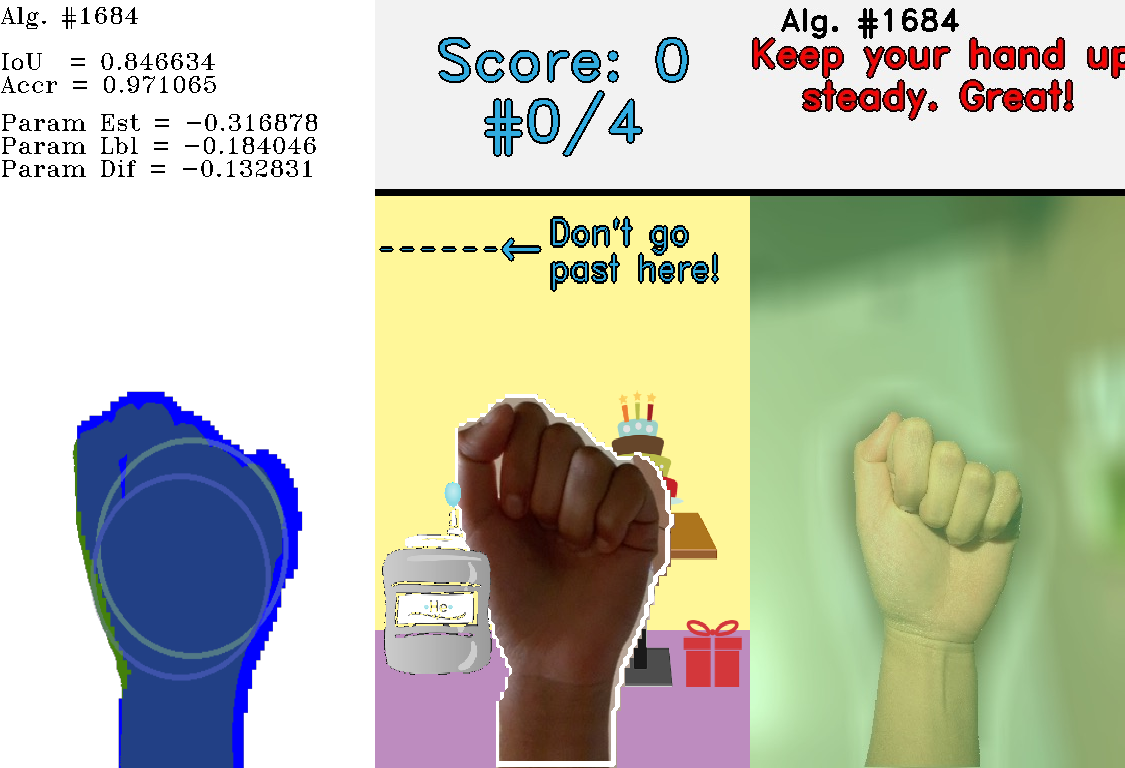 Alg. #1684
IoU = 0.846634
Accr = 0.971065
Param Est = −0.316878
Param Lbl = −0.184046
Param Dif = −0.132831
Score: 0
#0/4
Alg. #1684
Keep your hand up
steady. Great!
Don't go
past here!